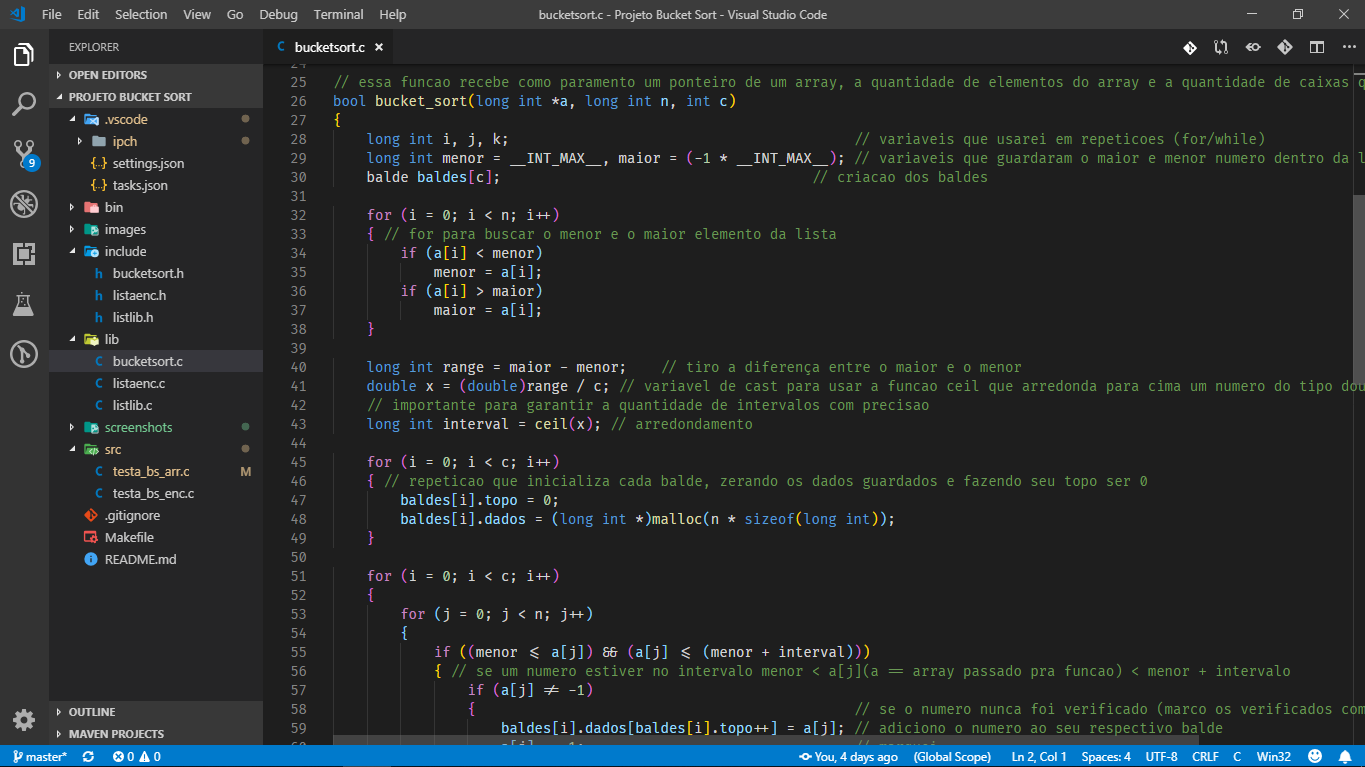 File Edit Selection View Go Debug Terminal Help
bucketsort.c - Projeto Bucket Sort - Visual Studio Code
EXPLORER
OPEN EDITORS
PROJETO BUCKET SORT
.vscode
ipch
{..} settings.json
{..} tasks.json
bin
images
include
h bucketsort.h
h listaenc.h
h listlib.h
lib
C bucketsort.c
C listaenc.c
C listlib.c
screenshots
src
C testa_bs_arr.c M
C testa_bs_enc.c
.gitignore
Makefile
README.md
OUTLINE
MAVEN PROJECTS
9
C bucketsort.c ×
24
25 // essa funcao recebe como paramento um ponteiro de um array, a quantidade de elementos do array e a quantidade de caixas q
26 bool bucket_sort(long int *a, long int n, int c)
27 {
28 long int i, j, k; // variaveis que usarei em repeticoes (for/while)
29 long int menor = __INT_MAX__, maior = (-1 * __INT_MAX__); // variaveis que guardaram o maior e menor numero dentro da l
30 balde baldes[c]; // criacao dos baldes
31
32 for (i = 0; i < n; i++)
33 { // for para buscar o menor e o maior elemento da lista
34 if (a[i] < menor)
35 menor = a[i];
36 if (a[i] > maior)
37 maior = a[i];
38 }
39
40 long int range = maior - menor; // tiro a diferença entre o maior e o menor
41 double x = (double)range / c; // variavel de cast para usar a funcao ceil que arredonda para cima um numero do tipo dou
42 // importante para garantir a quantidade de intervalos com precisao
43 long int interval = ceil(x); // arredondamento
44
45 for (i = 0; i < c; i++)
46 { // repeticao que inicializa cada balde, zerando os dados guardados e fazendo seu topo ser 0
47 baldes[i].topo = 0;
48 baldes[i].dados = (long int *)malloc(n * sizeof(long int));
49 }
50
51 for (i = 0; i < c; i++)
52 {
53 for (j = 0; j < n; j++)
54 {
55 if ((menor <= a[j]) && (a[j] <= (menor + interval)))
56 { // se um numero estiver no intervalo menor < a[j](a == array passado pra funcao) < menor + intervalo
57 if (a[j] != -1)
58 { // se o numero nunca foi verificado (marco os verificados com
59 baldes[i].dados[baldes[i].topo++] = a[j]; // adiciono o numero ao seu respectivo balde
master* 0 0 You, 4 days ago (Global Scope) Ln 2, Col 1 Spaces: 4 UTF-8 CRLF C Win32